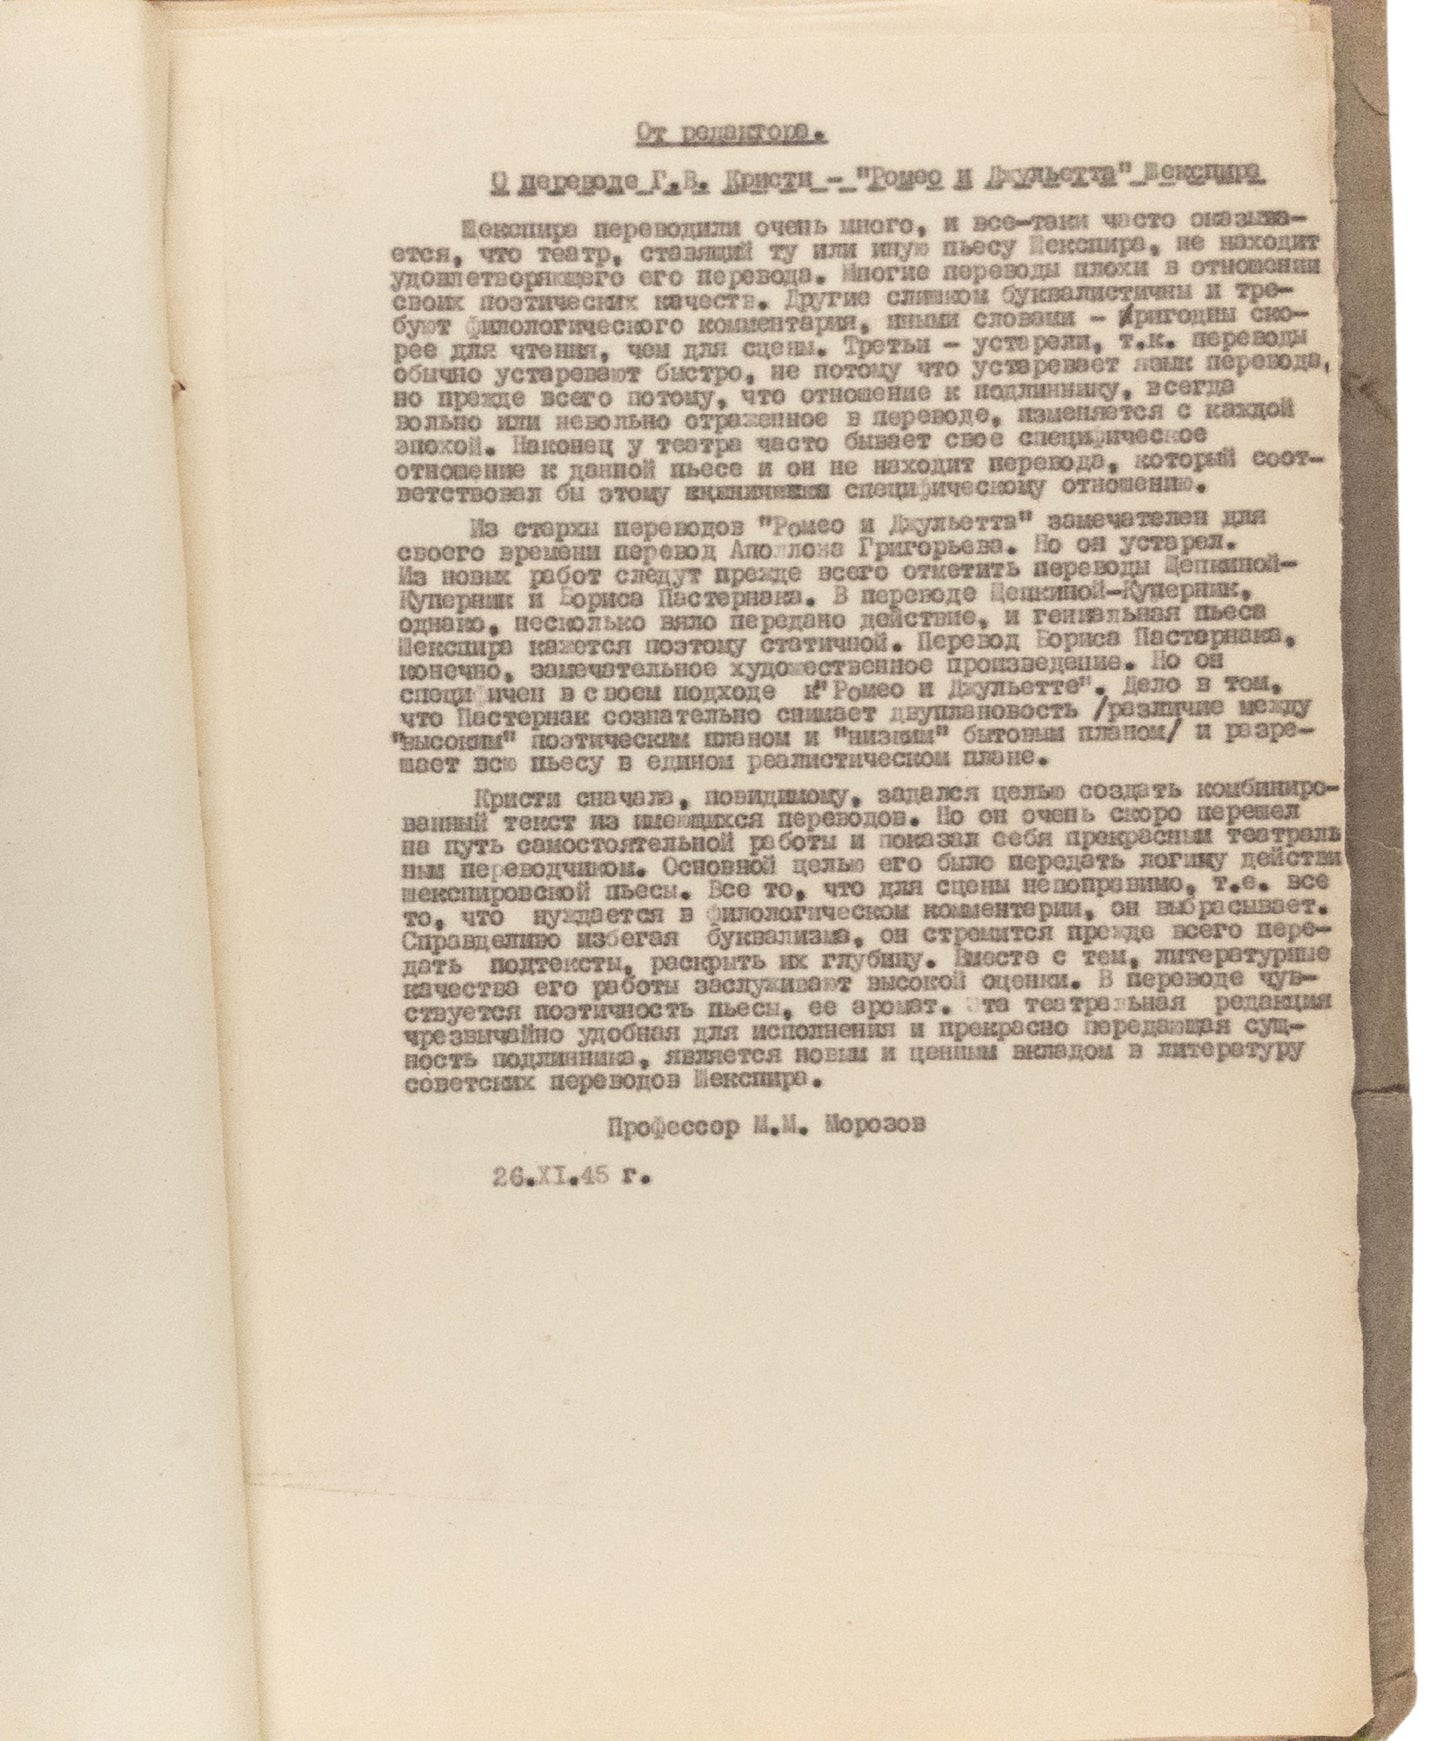 От редактора.
О переводе Г.В. Кристи - "Ромео и Джульетта" Шекспира
Шекспира переводили очень много, и все-таки часто оказыва-
ется, что театр, ставящий ту или иную пьесу Шекспира, не находит
удовлетворяющего его перевода. Многие переводы плохи в отношении
своих поэтических качеств. Другие слишком буквалистичны и тре-
буют филологического комментария, иными словами - пригодны ско-
рее для чтения, чем для сцены. Третьи - устарели, т.к. переводы
обычно устаревают быстро, не потому что устаревает язык перевода,
но прежде всего потому, что отношение к подлиннику, всегда
вольно или невольно отраженное в переводе, изменяется с каждой
эпохой. Наконец у театра часто бывает свое специфическое
отношение к данной пьесе и он не находит перевода, который соот-
ветствовал бы этому специфическому отношению.
Из стархы переводов "Ромео и Джульетта" замечателен для
своего времени перевод Аполлона Григорьева. Но он устарел.
Из новых работ следут прежде всего отметить переводы Щепкиной-
Куперник и Бориса Пастернака. В переводе Щепкиной-Куперник,
однако, несколько вяло передано действие, и гениальная пьеса
Шекспира кажется поэтому статичной. Перевод Бориса Пастернака,
конечно, замечательное художественное произведение. Но он
специфичен в своем подходе к "Ромео и Джульетте". Дело в том,
что Пастернак сознательно снимает двуплановость /различие между
"высоким" поэтическим планом и "низким" бытовым планом/ и разре-
шает всю пьесу в едином реалистическом плане.
Кристи сначала, повидимому, задался целью создать комбиниро-
ванный текст из имеющихся переводов. Но он очень скоро перешел
на путь самостоятельной работы и показал себя прекрасным театраль
ным переводчиком. Основной целью его было передать логику действи
шекспировской пьесы. Все то, что для сцены непоправимо, т.е. все
то, что нуждается в филологическом комментарии, он выбрасывает.
Справделиво избегая буквализма, он стремится прежде всего пере-
дать подтексты, раскрыть их глубину. Вместе с тем, литературные
качества его работы заслуживают высокой оценки. В переводе чув-
ствуется поэтичность пьесы, ее аромат. Эта театральная редакция
чрезвычайно удобная для исполнения и прекрасно передающая сущ-
ность подлинника, является новым и ценным вкладом в литературу
советских переводов Шекспира.
Профессор М.М. Морозов
26.XI.45 г.